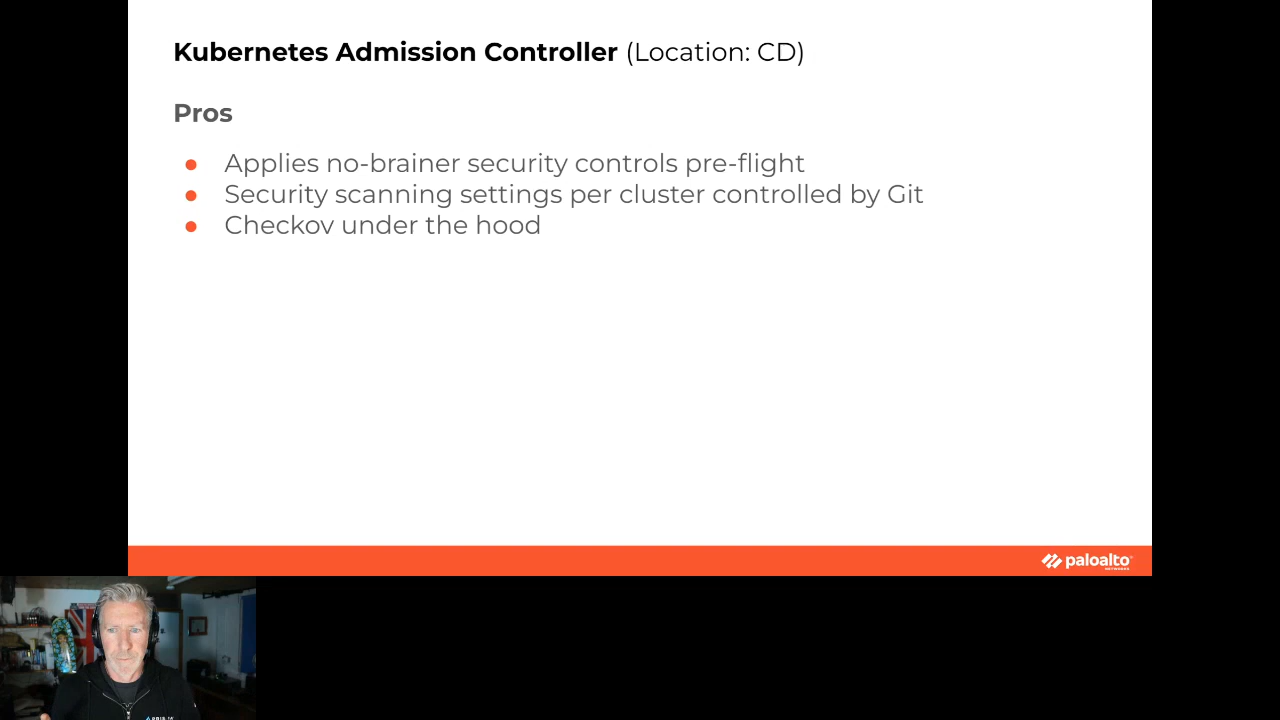 Kubernetes Admission Controller (Location: CD)
Pros
● Applies no-brainer security controls pre-flight
● Security scanning settings per cluster controlled by Git
● Checkov under the hood
paloalto
NETWORKS